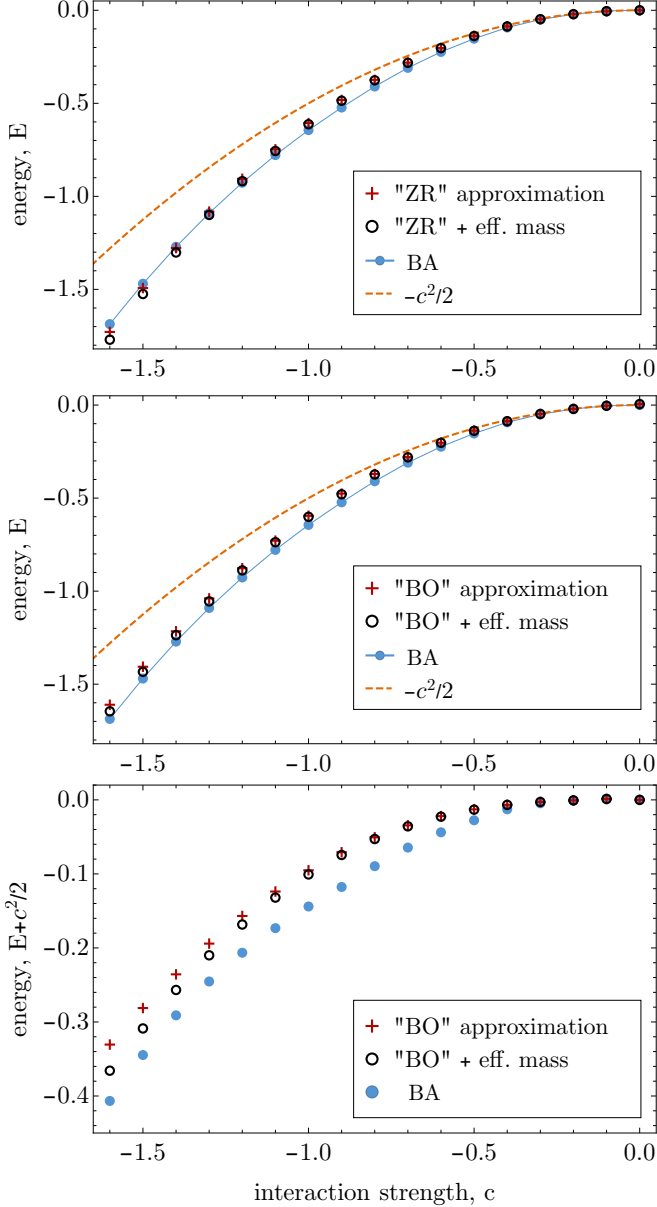 0.0
−0.5
−1.0
−1.5
energy, E
"ZR" approximation
"ZR" + eff. mass
BA
−c²/2
−1.5 −1.0 −0.5 0.0
0.0
−0.5
−1.0
−1.5
energy, E
"BO" approximation
"BO" + eff. mass
BA
−c²/2
−1.5 −1.0 −0.5 0.0
0.0
−0.1
−0.2
−0.3
−0.4
energy, E+c²/2
"BO" approximation
"BO" + eff. mass
BA
−1.5 −1.0 −0.5 0.0
interaction strength, c